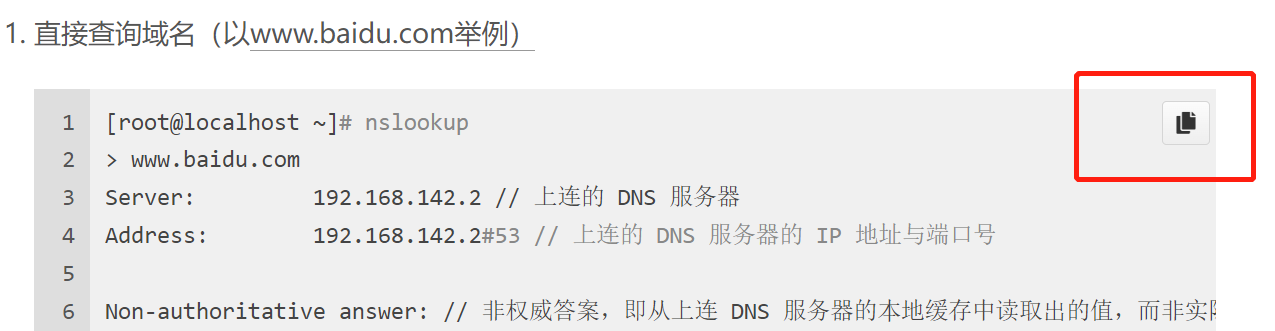 1. 直接查询域名（以www.baidu.com举例）
1 [root@localhost ~]# nslookup
2 > www.baidu.com
3 Server: 192.168.142.2 // 上连的 DNS 服务器
4 Address: 192.168.142.2#53 // 上连的 DNS 服务器的 IP 地址与端口号
5
6 Non-authoritative answer: // 非权威答案，即从上连 DNS 服务器的本地缓存中读取出的值，而非实